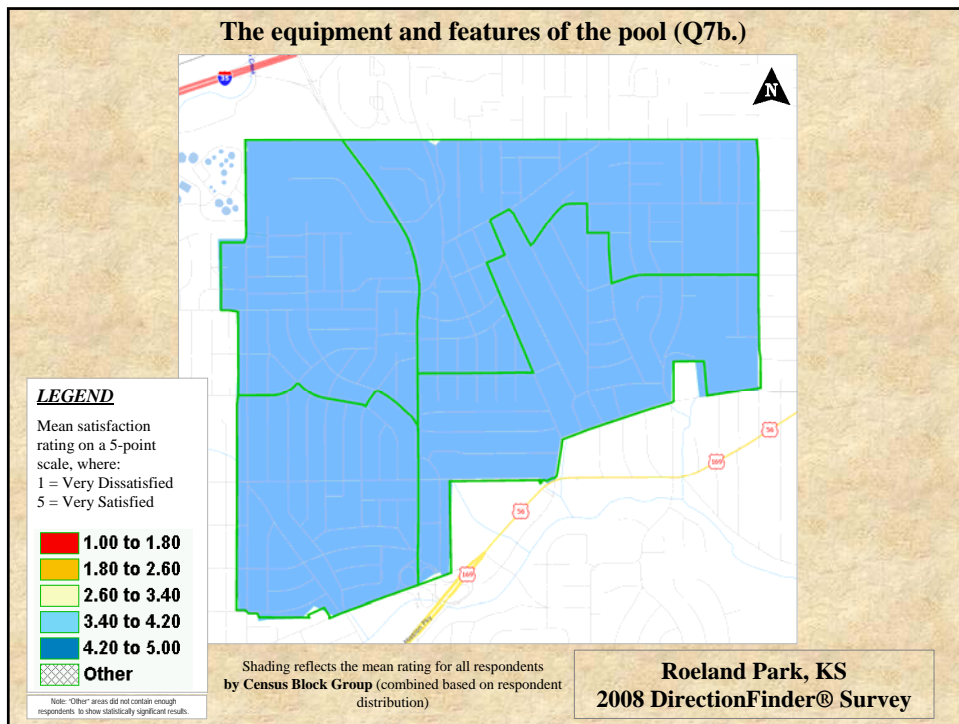 The equipment and features of the pool (Q7b.)
35
N
56
169
56
169
LEGEND
Mean satisfaction
rating on a 5-point
scale, where:
1 = Very Dissatisfied
5 = Very Satisfied
1.00 to 1.80
1.80 to 2.60
2.60 to 3.40
3.40 to 4.20
4.20 to 5.00
Other
Note: "Other" areas did not contain enough
respondents to show statistically significant results.
Shading reflects the mean rating for all respondents
by Census Block Group (combined based on respondent
distribution)
Roeland Park, KS
2008 DirectionFinder® Survey